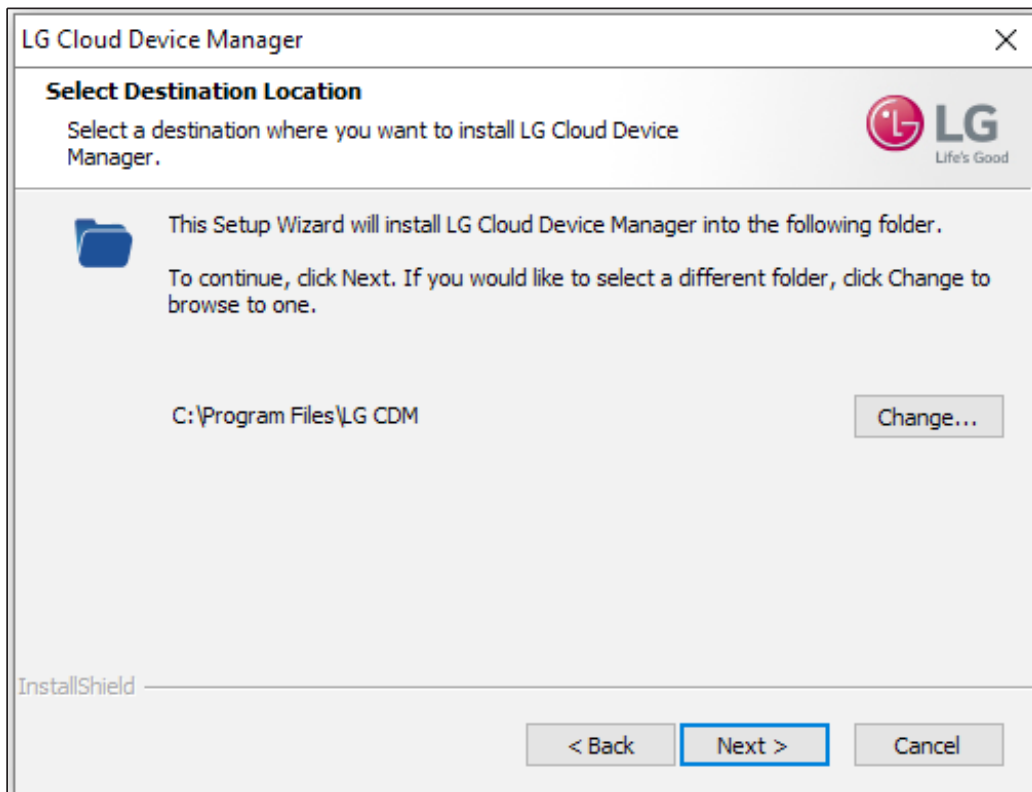 LG Cloud Device Manager
Select Destination Location
Select a destination where you want to install LG Cloud Device
Manager.
LG
Life's Good
This Setup Wizard will install LG Cloud Device Manager into the following folder.
To continue, click Next. If you would like to select a different folder, click Change to
browse to one.
C:\Program Files\LG CDM
Change...
InstallShield
< Back
Next >
Cancel